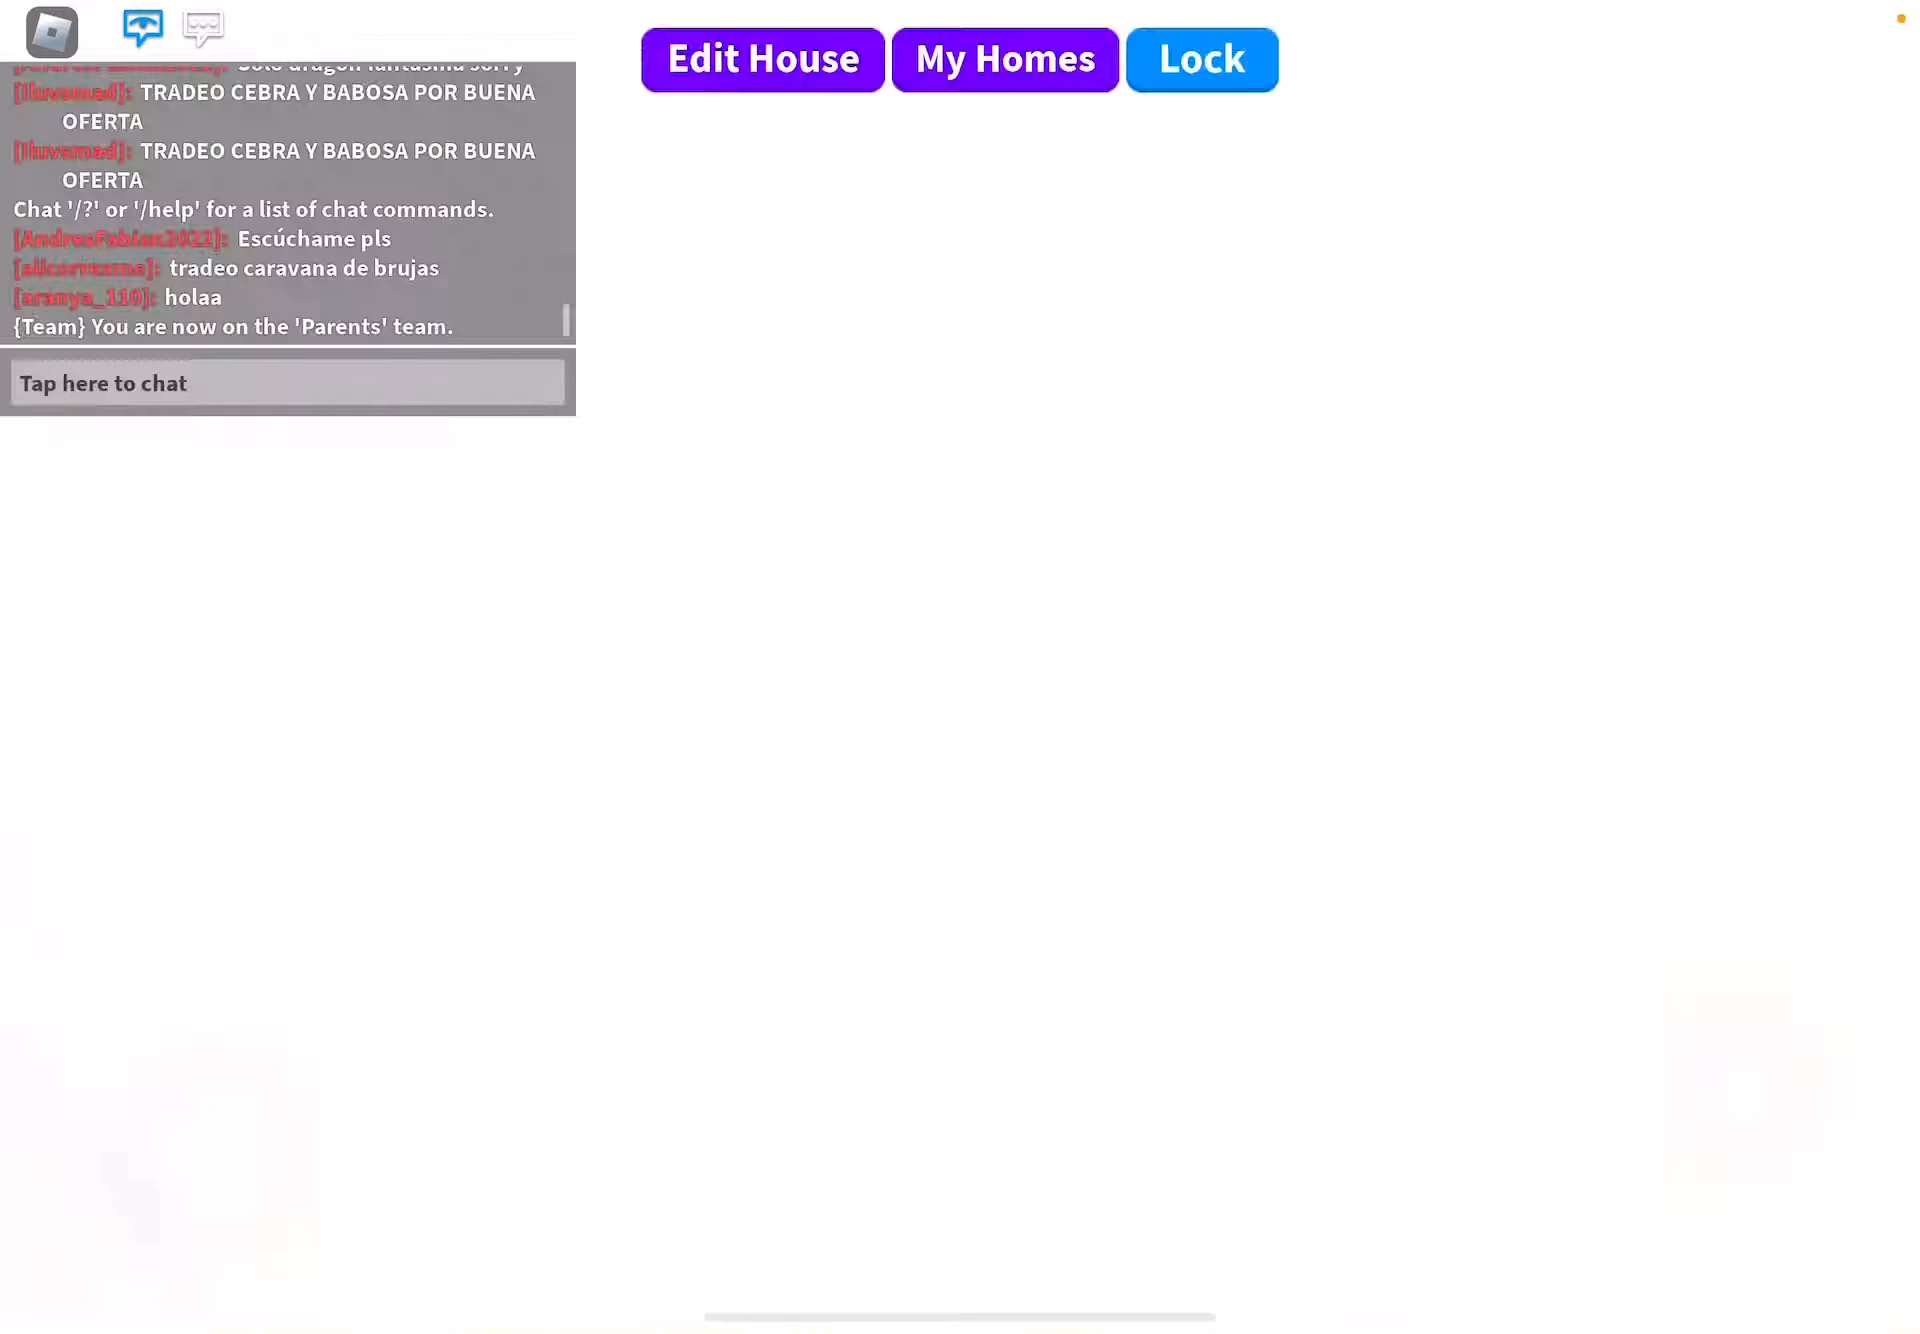 Edit House My Homes Lock
TRADEO CEBRA Y BABOSA POR BUENA
OFERTA
TRADEO CEBRA Y BABOSA POR BUENA
OFERTA
Chat '/?' or '/help' for a list of chat commands.
Escúchame pls
tradeo caravana de brujas
[aranya_110]: holaa
{Team} You are now on the 'Parents' team.
Tap here to chat